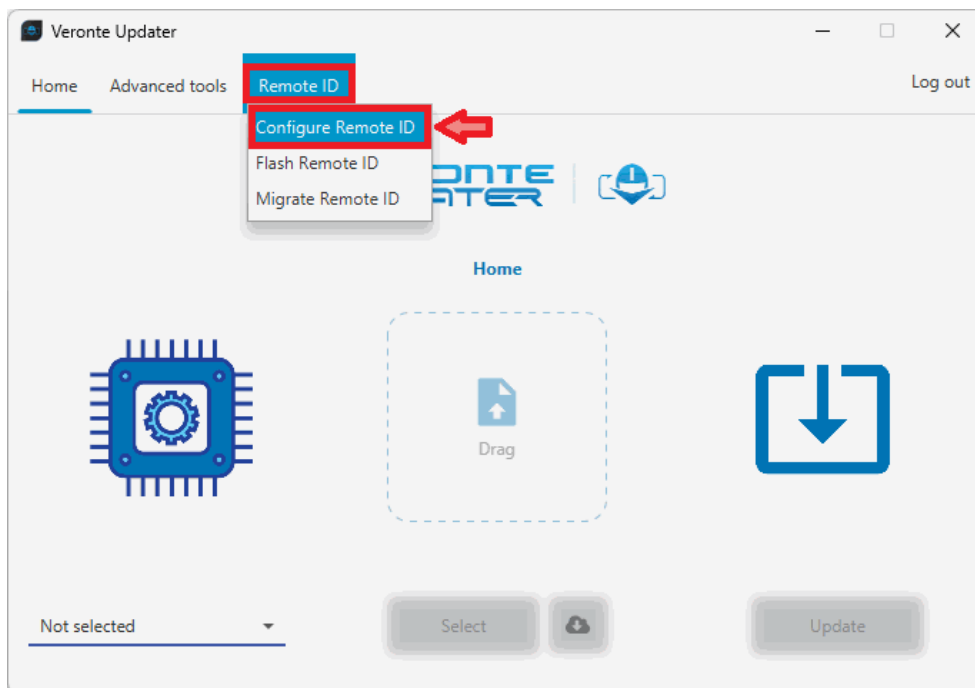 Veronte Updater
Home Advanced tools Remote ID Log out
Configure Remote ID
Flash Remote ID
Migrate Remote ID
Home
Drag
Not selected Select Update